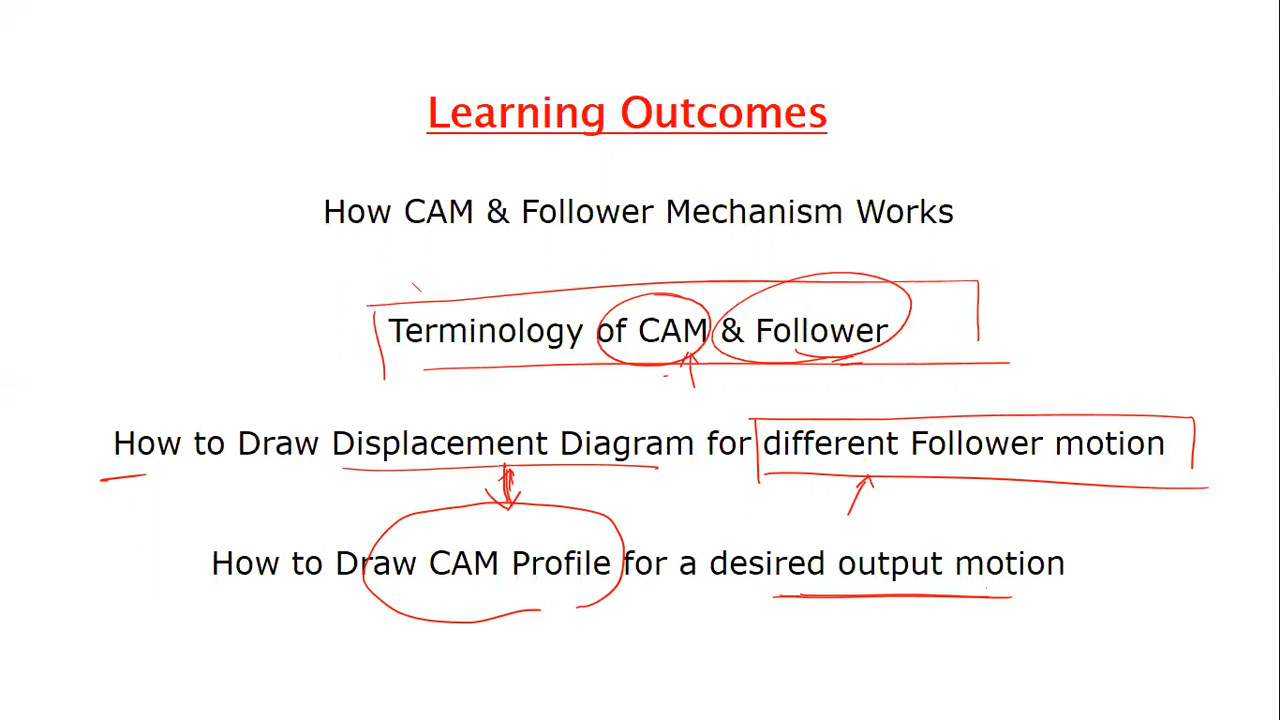 Learning Outcomes
How CAM & Follower Mechanism Works
Terminology of CAM & Follower
How to Draw Displacement Diagram for different Follower motion
How to Draw CAM Profile for a desired output motion